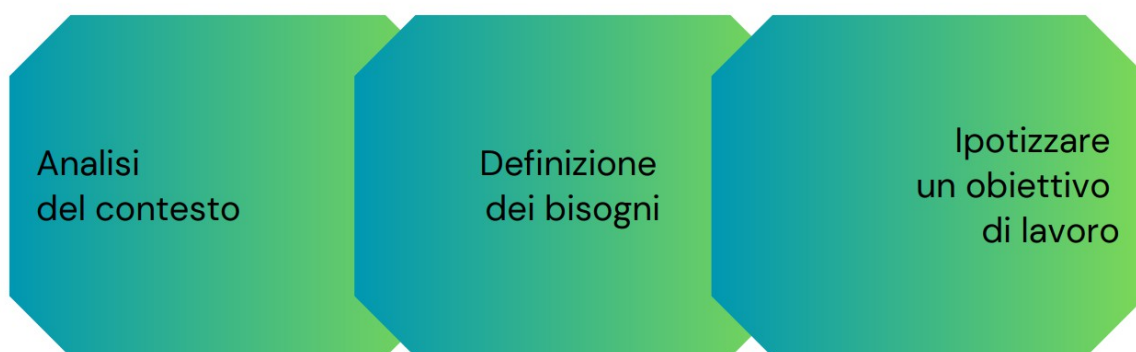 Analisi
del contesto
Definizione
dei bisogni
Ipotizzare
un obiettivo
di lavoro